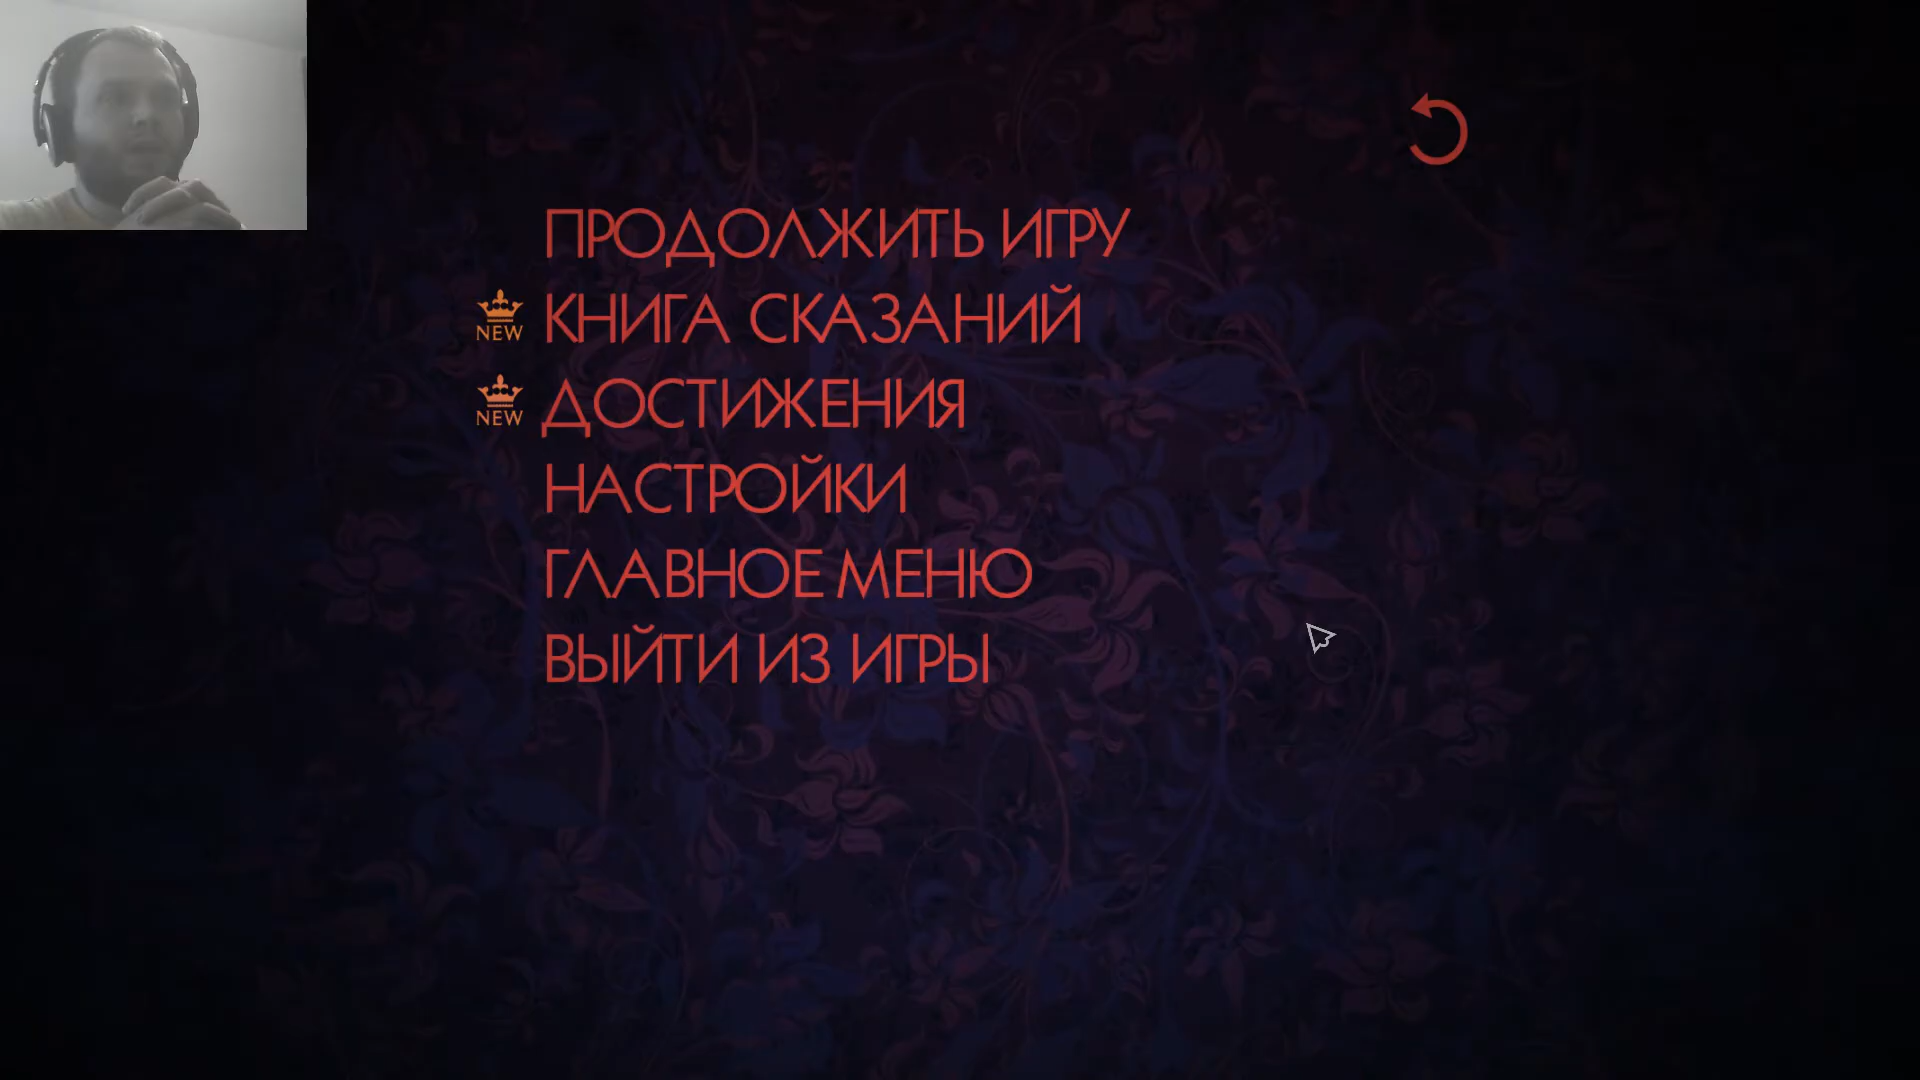 ПРОДОЛЖИТЬ ИГРУ
NEW КНИГА СКАЗАНИЙ
NEW ДОСТИЖЕНИЯ
НАСТРОЙКИ
ГЛАВНОЕ МЕНЮ
ВЫЙТИ ИЗ ИГРЫ